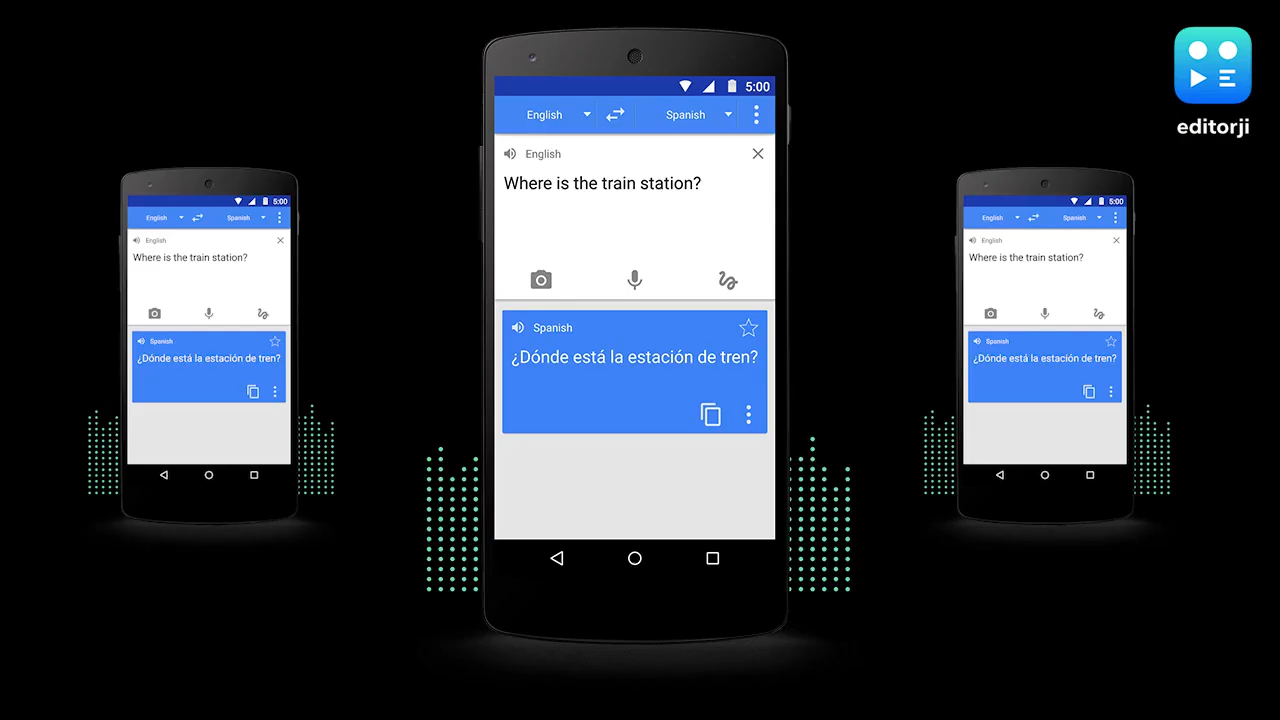 editorji
5:00
English Spanish
English
Where is the train station?
Spanish
¿Dónde está la estación de tren?
5:00
English Spanish
English
Where is the train station?
Spanish
¿Dónde está la estación de tren?
5:00
English Spanish
English
Where is the train station?
Spanish
¿Dónde está la estación de tren?